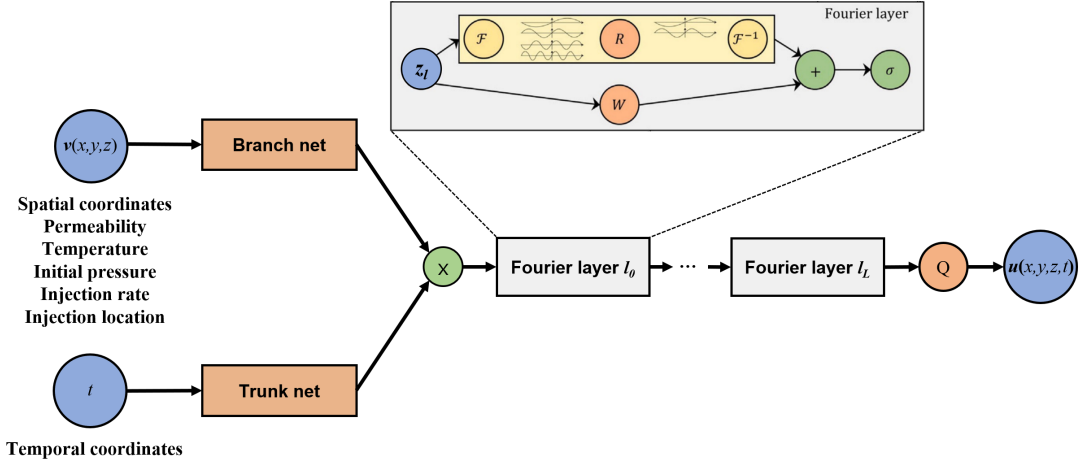 Fourier layer
ℱ
R
ℱ⁻¹
z_l
+
σ
W
v(x,y,z)
Branch net
Spatial coordinates
Permeability
Temperature
Initial pressure
Injection rate
Injection location
X
Fourier layer l_0
...
Fourier layer l_L
Q
u(x,y,z,t)
t
Trunk net
Temporal coordinates